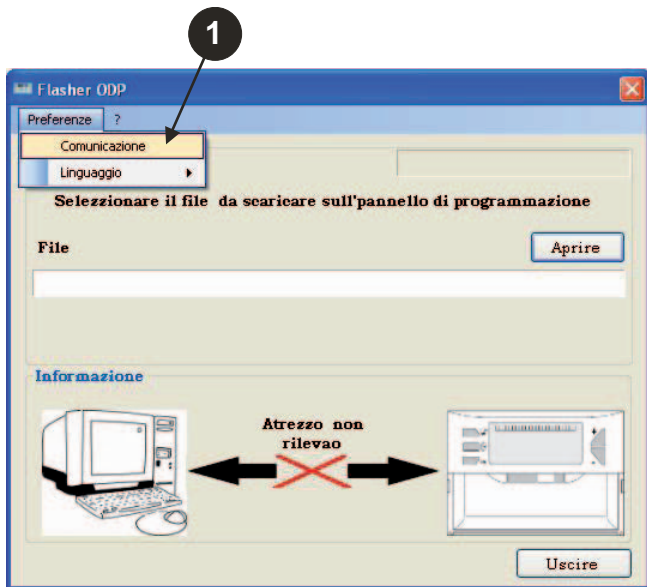 1
Flasher ODP
Preferenze ?
Comunicazione
Linguaggio
Selezzionare il file da scaricare sull'pannello di programmazione
File
Aprire
Informazione
Atrezzo non
rilevao
Uscire